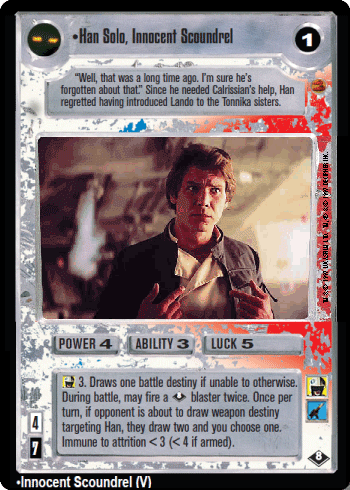 •Han Solo, Innocent Scoundrel
1
"Well, that was a long time ago. I'm sure he's
forgotten about that." Since he needed Calrissian's help, Han
regretted having introduced Lando to the Tonnika sisters.
POWER 4
ABILITY 3
LUCK 5
3. Draws one battle destiny if unable to otherwise.
During battle, may fire a blaster twice. Once per
turn, if opponent is about to draw weapon destiny
targeting Han, they draw two and you choose one.
Immune to attrition < 3 (< 4 if armed).
4
7
8
•Innocent Scoundrel (V)